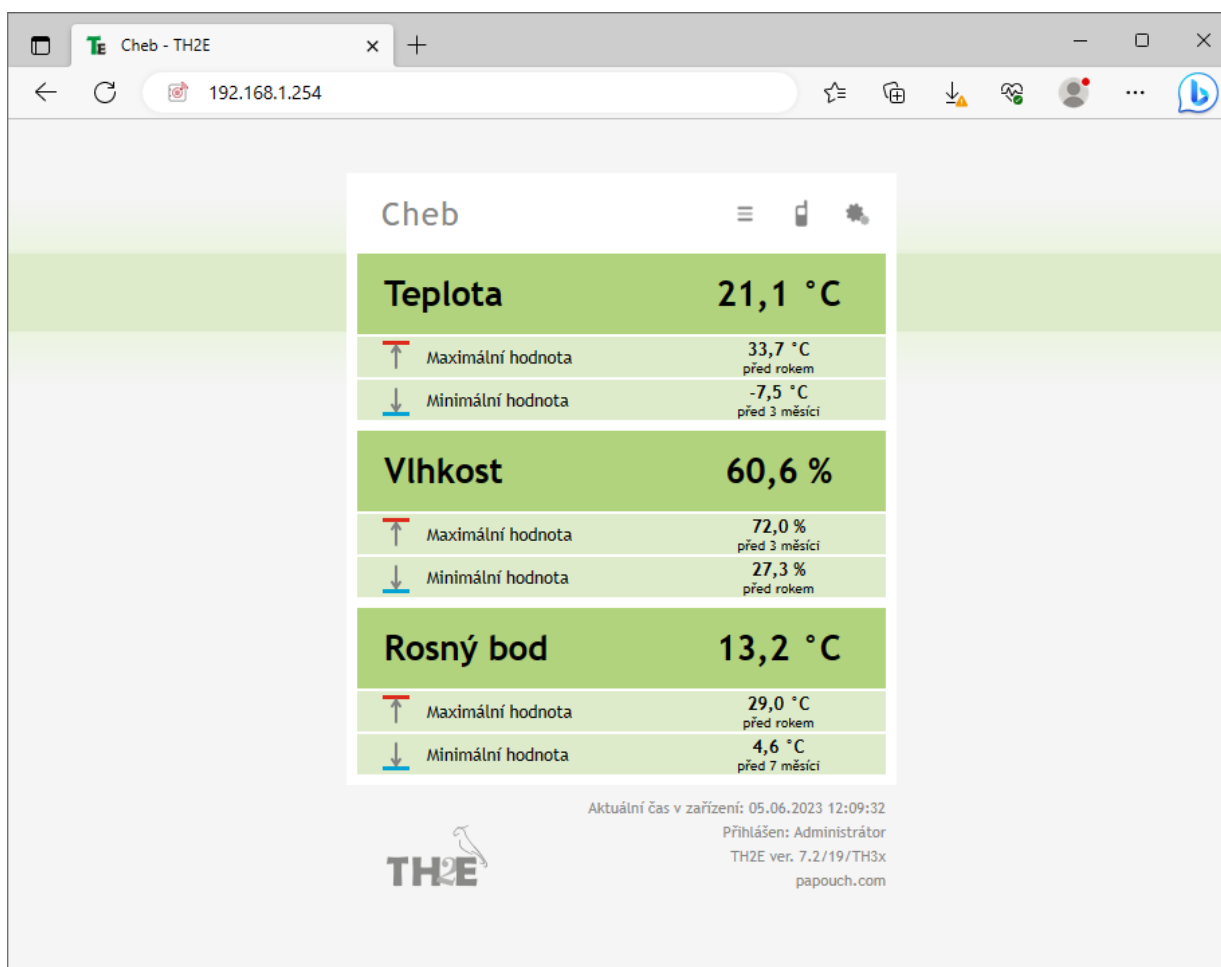 TE Cheb - TH2E
192.168.1.254
Cheb
Teplota 21,1 °C
Maximální hodnota 33,7 °C
před rokem
Minimální hodnota -7,5 °C
před 3 měsíci
Vlhkost 60,6 %
Maximální hodnota 72,0 %
před 3 měsíci
Minimální hodnota 27,3 %
před rokem
Rosný bod 13,2 °C
Maximální hodnota 29,0 °C
před rokem
Minimální hodnota 4,6 °C
před 7 měsíci
Aktuální čas v zařízení: 05.06.2023 12:09:32
Přihlášen: Administrátor
TH2E ver. 7.2/19/TH3x
papouch.com
TH2E